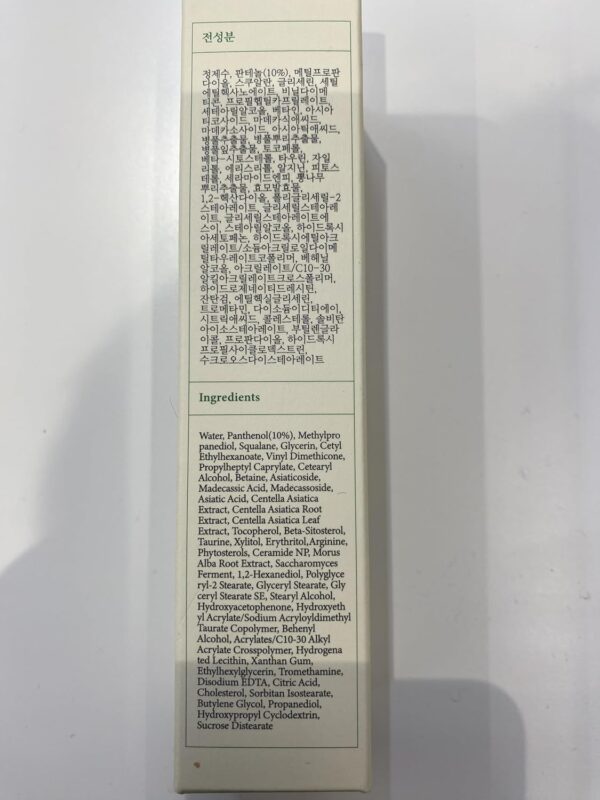 전성분
정제수, 판테놀(10%), 메틸프로판
다이올, 스쿠알란, 글리세린, 세틸
에틸헥사노에이트, 비닐다이메
티콘, 프로필헵틸카프릴레이트,
세테아릴알코올, 베타인, 아시아
티코사이드, 마데카식애씨드,
마데카소사이드, 아시아틱애씨드,
병풀추출물, 병풀뿌리추출물,
병풀잎추출물, 토코페롤,
베타-시토스테롤, 타우린, 자일
리톨, 에리스리톨, 알지닌, 피토스
테롤, 세라마이드엔피, 뽕나무
뿌리추출물, 효모발효물,
1,2-헥산다이올, 폴리글리세릴-2
스테아레이트, 글리세릴스테아레
이트, 글리세릴스테아레이트에
스이, 스테아릴알코올, 하이드록시
아세토페논, 하이드록시에틸아크
릴레이트/소듐아크릴로일다이메
틸타우레이트코폴리머, 베헤닐
알코올, 아크릴레이트/C10-30
알킬아크릴레이트크로스폴리머,
하이드로제네이티드레시틴,
잔탄검, 에틸헥실글리세린,
트로메타민, 다이소듐이디티에이,
시트릭애씨드, 콜레스테롤, 솔비탄
아이소스테아레이트, 부틸렌글라
이콜, 프로판다이올, 하이드록시
프로필사이클로덱스트린,
수크로오스다이스테아레이트
Ingredients
Water, Panthenol(10%), Methylpro
panediol, Squalane, Glycerin, Cetyl
Ethylhexanoate, Vinyl Dimethicone,
Propylheptyl Caprylate, Cetearyl
Alcohol, Betaine, Asiaticoside,
Madecassic Acid, Madecassoside,
Asiatic Acid, Centella Asiatica
Extract, Centella Asiatica Root
Extract, Centella Asiatica Leaf
Extract, Tocopherol, Beta-Sitosterol,
Taurine, Xylitol, Erythritol,Arginine,
Phytosterols, Ceramide NP, Morus
Alba Root Extract, Saccharomyces
Ferment, 1,2-Hexanediol, Polyglyce
ryl-2 Stearate, Glyceryl Stearate, Gly
ceryl Stearate SE, Stearyl Alcohol,
Hydroxyacetophenone, Hydroxyeth
yl Acrylate/Sodium Acryloyldimethyl
Taurate Copolymer, Behenyl
Alcohol, Acrylates/C10-30 Alkyl
Acrylate Crosspolymer, Hydrogena
ted Lecithin, Xanthan Gum,
Ethylhexylglycerin, Tromethamine,
Disodium EDTA, Citric Acid,
Cholesterol, Sorbitan Isostearate,
Butylene Glycol, Propanediol,
Hydroxypropyl Cyclodextrin,
Sucrose Distearate